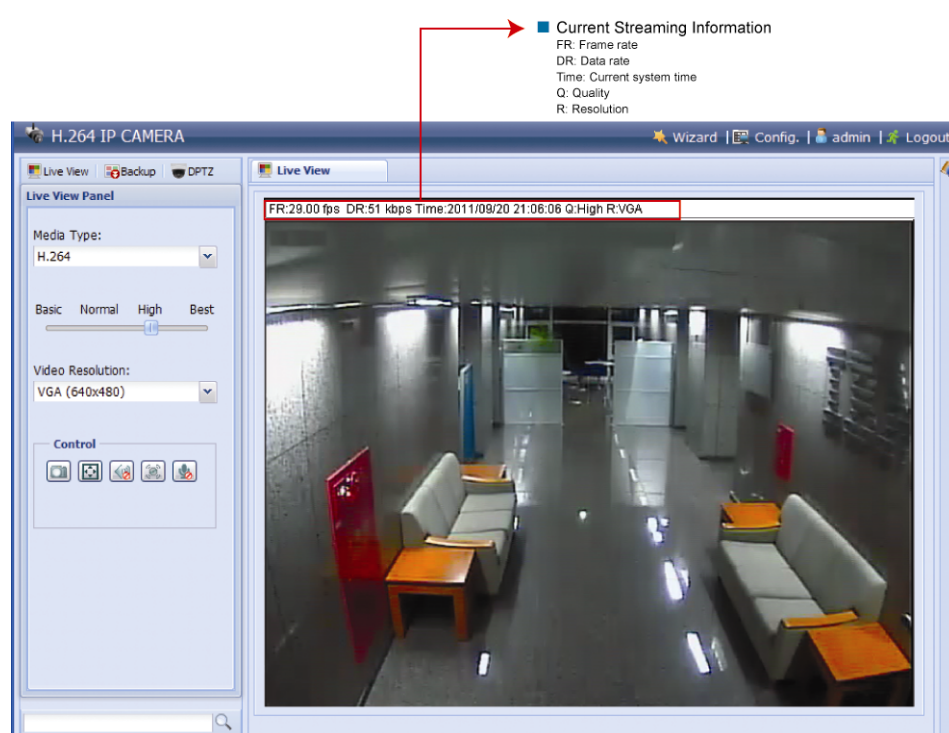 Current Streaming Information
FR: Frame rate
DR: Data rate
Time: Current system time
Q: Quality
R: Resolution
H.264 IP CAMERA
Wizard | Config. | admin | Logout
Live View Backup DPTZ
Live View
Live View Panel
FR:29.00 fps DR:51 kbps Time:2011/09/20 21:06:06 Q:High R:VGA
Media Type:
H.264
Basic Normal High Best
Video Resolution:
VGA (640x480)
Control